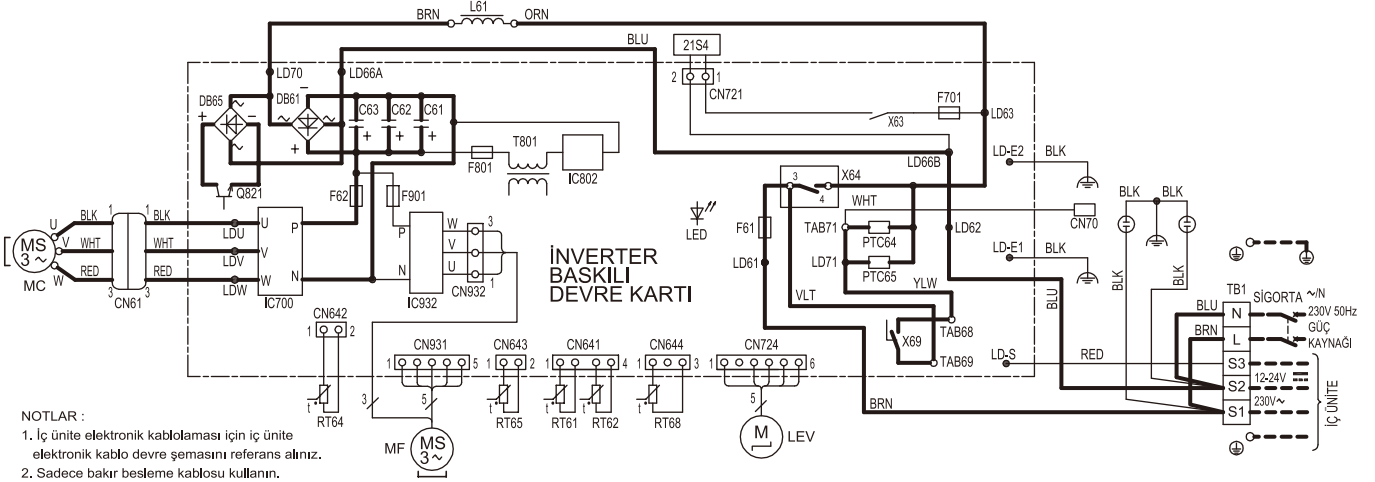 BRN L61 ORN
BLU
21S4
2 1
CN721
LD70
LD66A
DB65
DB61
C63 C62 C61
F701
X63
LD63
T801
F801
IC802
Q821
F62
F901
LD66B
LD-E2 BLK
X64
3
4
WHT
CN70
BLK BLK
U BLK 1 1 BLK
LDU
U P
MS
3 ~
V WHT WHT
LDV
V
W RED 3 3 RED
LDW
W N
MC
CN61
IC700
P
N
W 3
V
U 1
CN932
IC932
LED
İNVERTER
BASKILI
DEVRE KARTI
F61
LD61
TAB71
PTC64
LD71
PTC65
LD62
LD-E1 BLK
YLW
VLT
BLU
BLK
BLK
X69
TAB68
TAB69
LD-S RED
BRN
TB1
SİGORTA ~/N
230V 50Hz
GÜÇ
KAYNAĞI
BLU N
BRN L
S3
S2 12-24V
S1 230V~
İÇ ÜNİTE
CN642
1 2
CN931
1 5
CN643
1 2
CN641
1 4
CN644
1 3
CN724
1 6
t
RT64
3
5
t
RT65
t
RT61
t
RT62
t
RT68
5
MF
MS
3 ~
M
LEV
NOTLAR :
1. İç ünite elektronik kablolaması için iç ünite
elektronik kablo devre şemasını referans alınız.
2. Sadece bakır besleme kablosu kullanın.